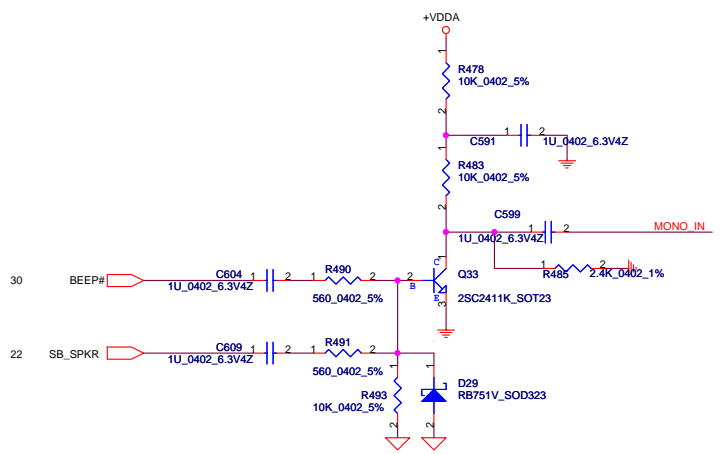 +VDDA
1
R478
10K_0402_5%
2
C591
1
2
1U_0402_6.3V4Z
1
R483
10K_0402_5%
2
C599
1
2
1U_0402_6.3V4Z
MONO_IN
R485
1
2
2.4K_0402_1%
30
BEEP#
C604
1
2
1U_0402_6.3V4Z
R490
1
2
560_0402_5%
2
B
1
C
Q33
E
3
2SC2411K_SOT23
22
SB_SPKR
C609
1
2
1U_0402_6.3V4Z
R491
1
2
560_0402_5%
1
R493
10K_0402_5%
2
1
D29
RB751V_SOD323
2